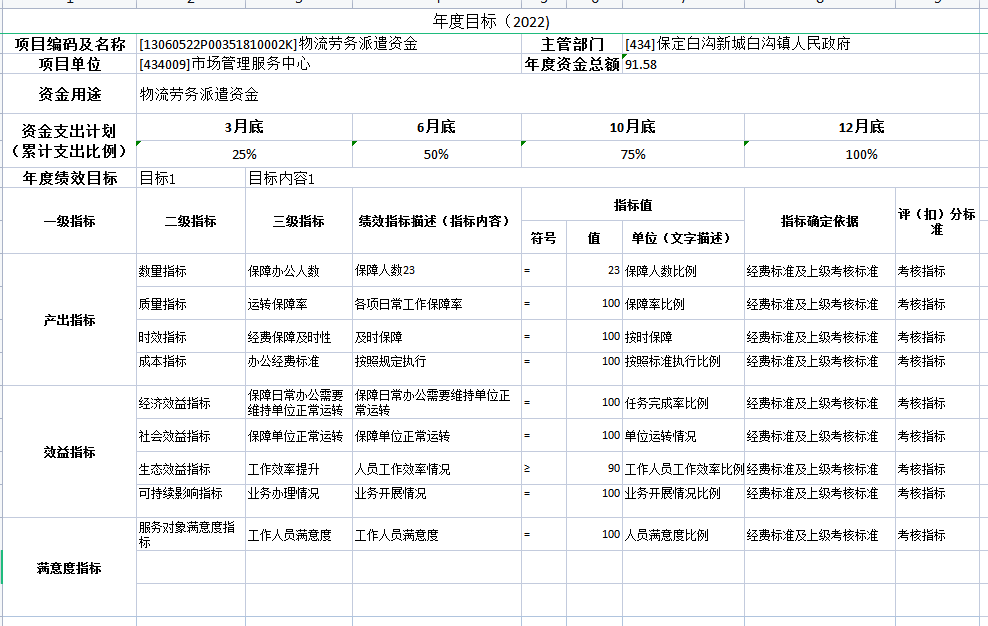 年度目标（2022)
项目编码及名称 [13060522P00351810002K]物流劳务派遣资金 主管部门 [434]保定白沟新城白沟镇人民政府
项目单位 [434009]市场管理服务中心 年度资金总额 91.58
资金用途 物流劳务派遣资金
资金支出计划
（累计支出比例） 3月底 6月底 10月底 12月底
25% 50% 75% 100%
年度绩效目标 目标1 目标内容1
一级指标 二级指标 三级指标 绩效指标描述（指标内容） 指标值 指标确定依据 评（扣）分标
准
符号 值 单位（文字描述）
产出指标
数量指标 保障办公人数 保障人数23 = 23 保障人数比例 经费标准及上级考核标准 考核指标
质量指标 运转保障率 各项日常工作保障率 = 100 保障率比例 经费标准及上级考核标准 考核指标
时效指标 经费保障及时性 及时保障 = 100 按时保障 经费标准及上级考核标准 考核指标
成本指标 办公经费标准 按照规定执行 = 100 按照标准执行比例 经费标准及上级考核标准 考核指标
效益指标
经济效益指标 保障日常办公需要
维持单位正常运转 保障日常办公需要维持单位正
常运转 = 100 任务完成率比例 经费标准及上级考核标准 考核指标
社会效益指标 保障单位正常运转 保障单位正常运转 = 100 单位运转情况 经费标准及上级考核标准 考核指标
生态效益指标 工作效率提升 人员工作效率情况 ≥ 90 工作人员工作效率比例 经费标准及上级考核标准 考核指标
可持续影响指标 业务办理情况 业务开展情况 = 100 业务开展情况比例 经费标准及上级考核标准 考核指标
满意度指标
服务对象满意度指
标 工作人员满意度 工作人员满意度 = 100 人员满意度比例 经费标准及上级考核标准 考核指标